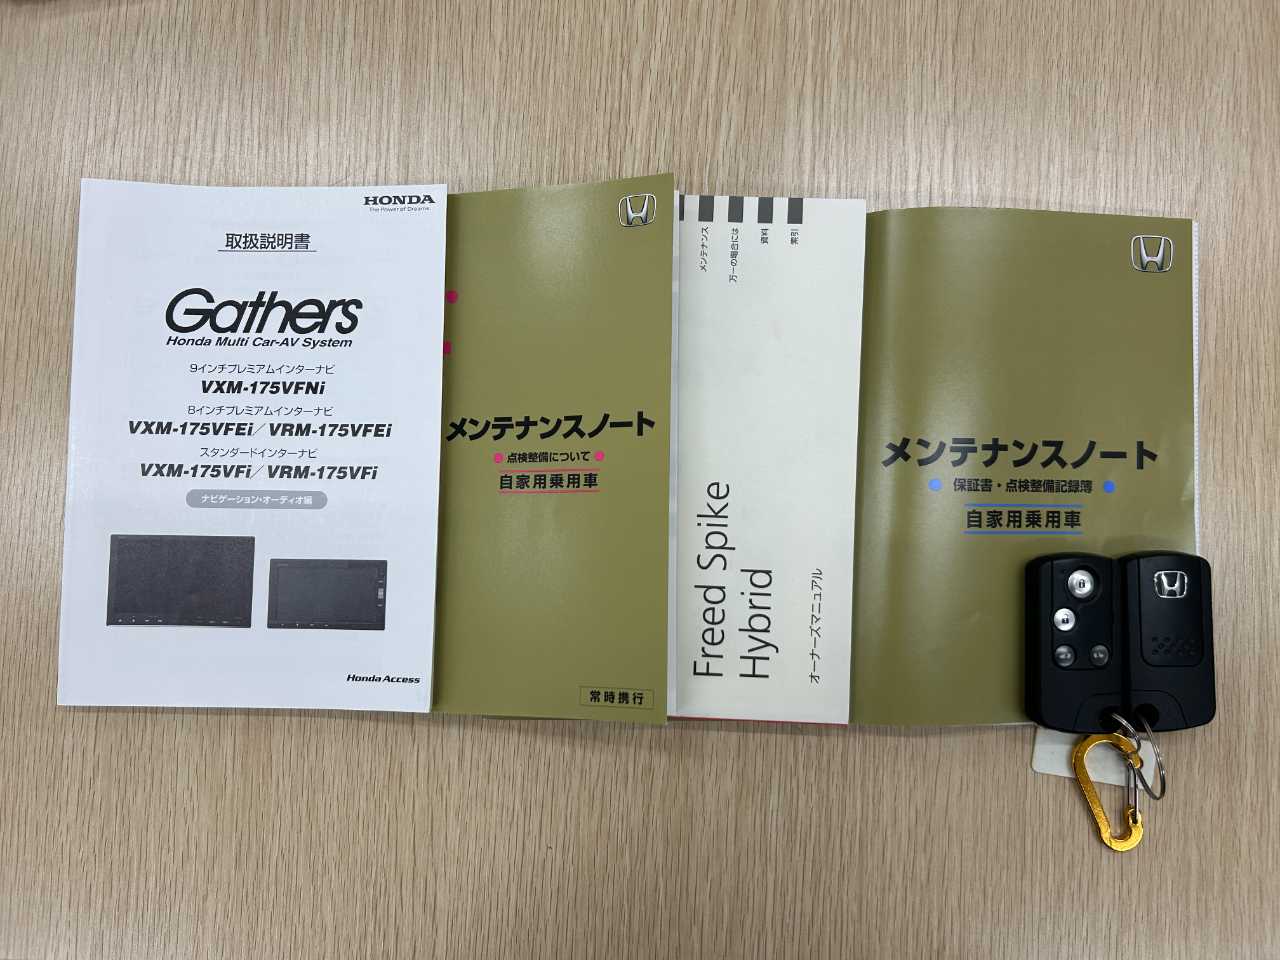 HONDA
The Power of Dreams
取扱説明書
Gathers
Honda Multi Car-AV System
9インチプレミアムインターナビ
VXM-175VFNi
8インチプレミアムインターナビ
VXM-175VFEi/VRM-175VFEi
スタンダードインターナビ
VXM-175VFi/VRM-175VFi
ナビゲーション・オーディオ編
Honda Access
メンテナンスノート
点検整備について
自家用乗用車
常時携行
メンテナンス
万一の場合には
資料
索引
Freed Spike
Hybrid
オーナーズマニュアル
メンテナンスノート
保証書・点検整備記録簿
自家用乗用車